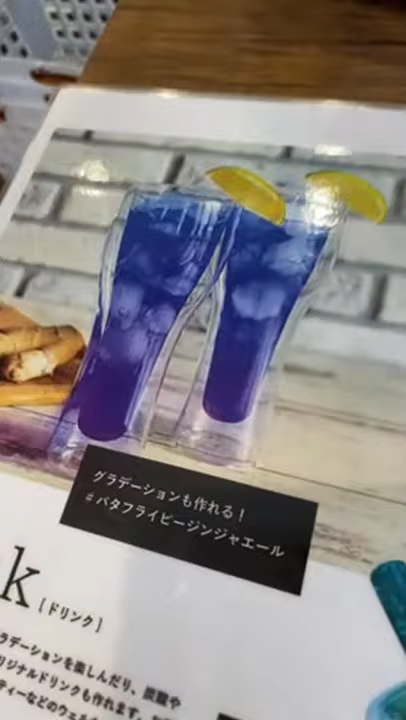 グラデーションも作れる!
#バタフライピージンジャエール
k [ドリンク]
ラデーションを楽しんだり、炭酸や
リジナルドリンクも作れます。
ティーなどのウェル